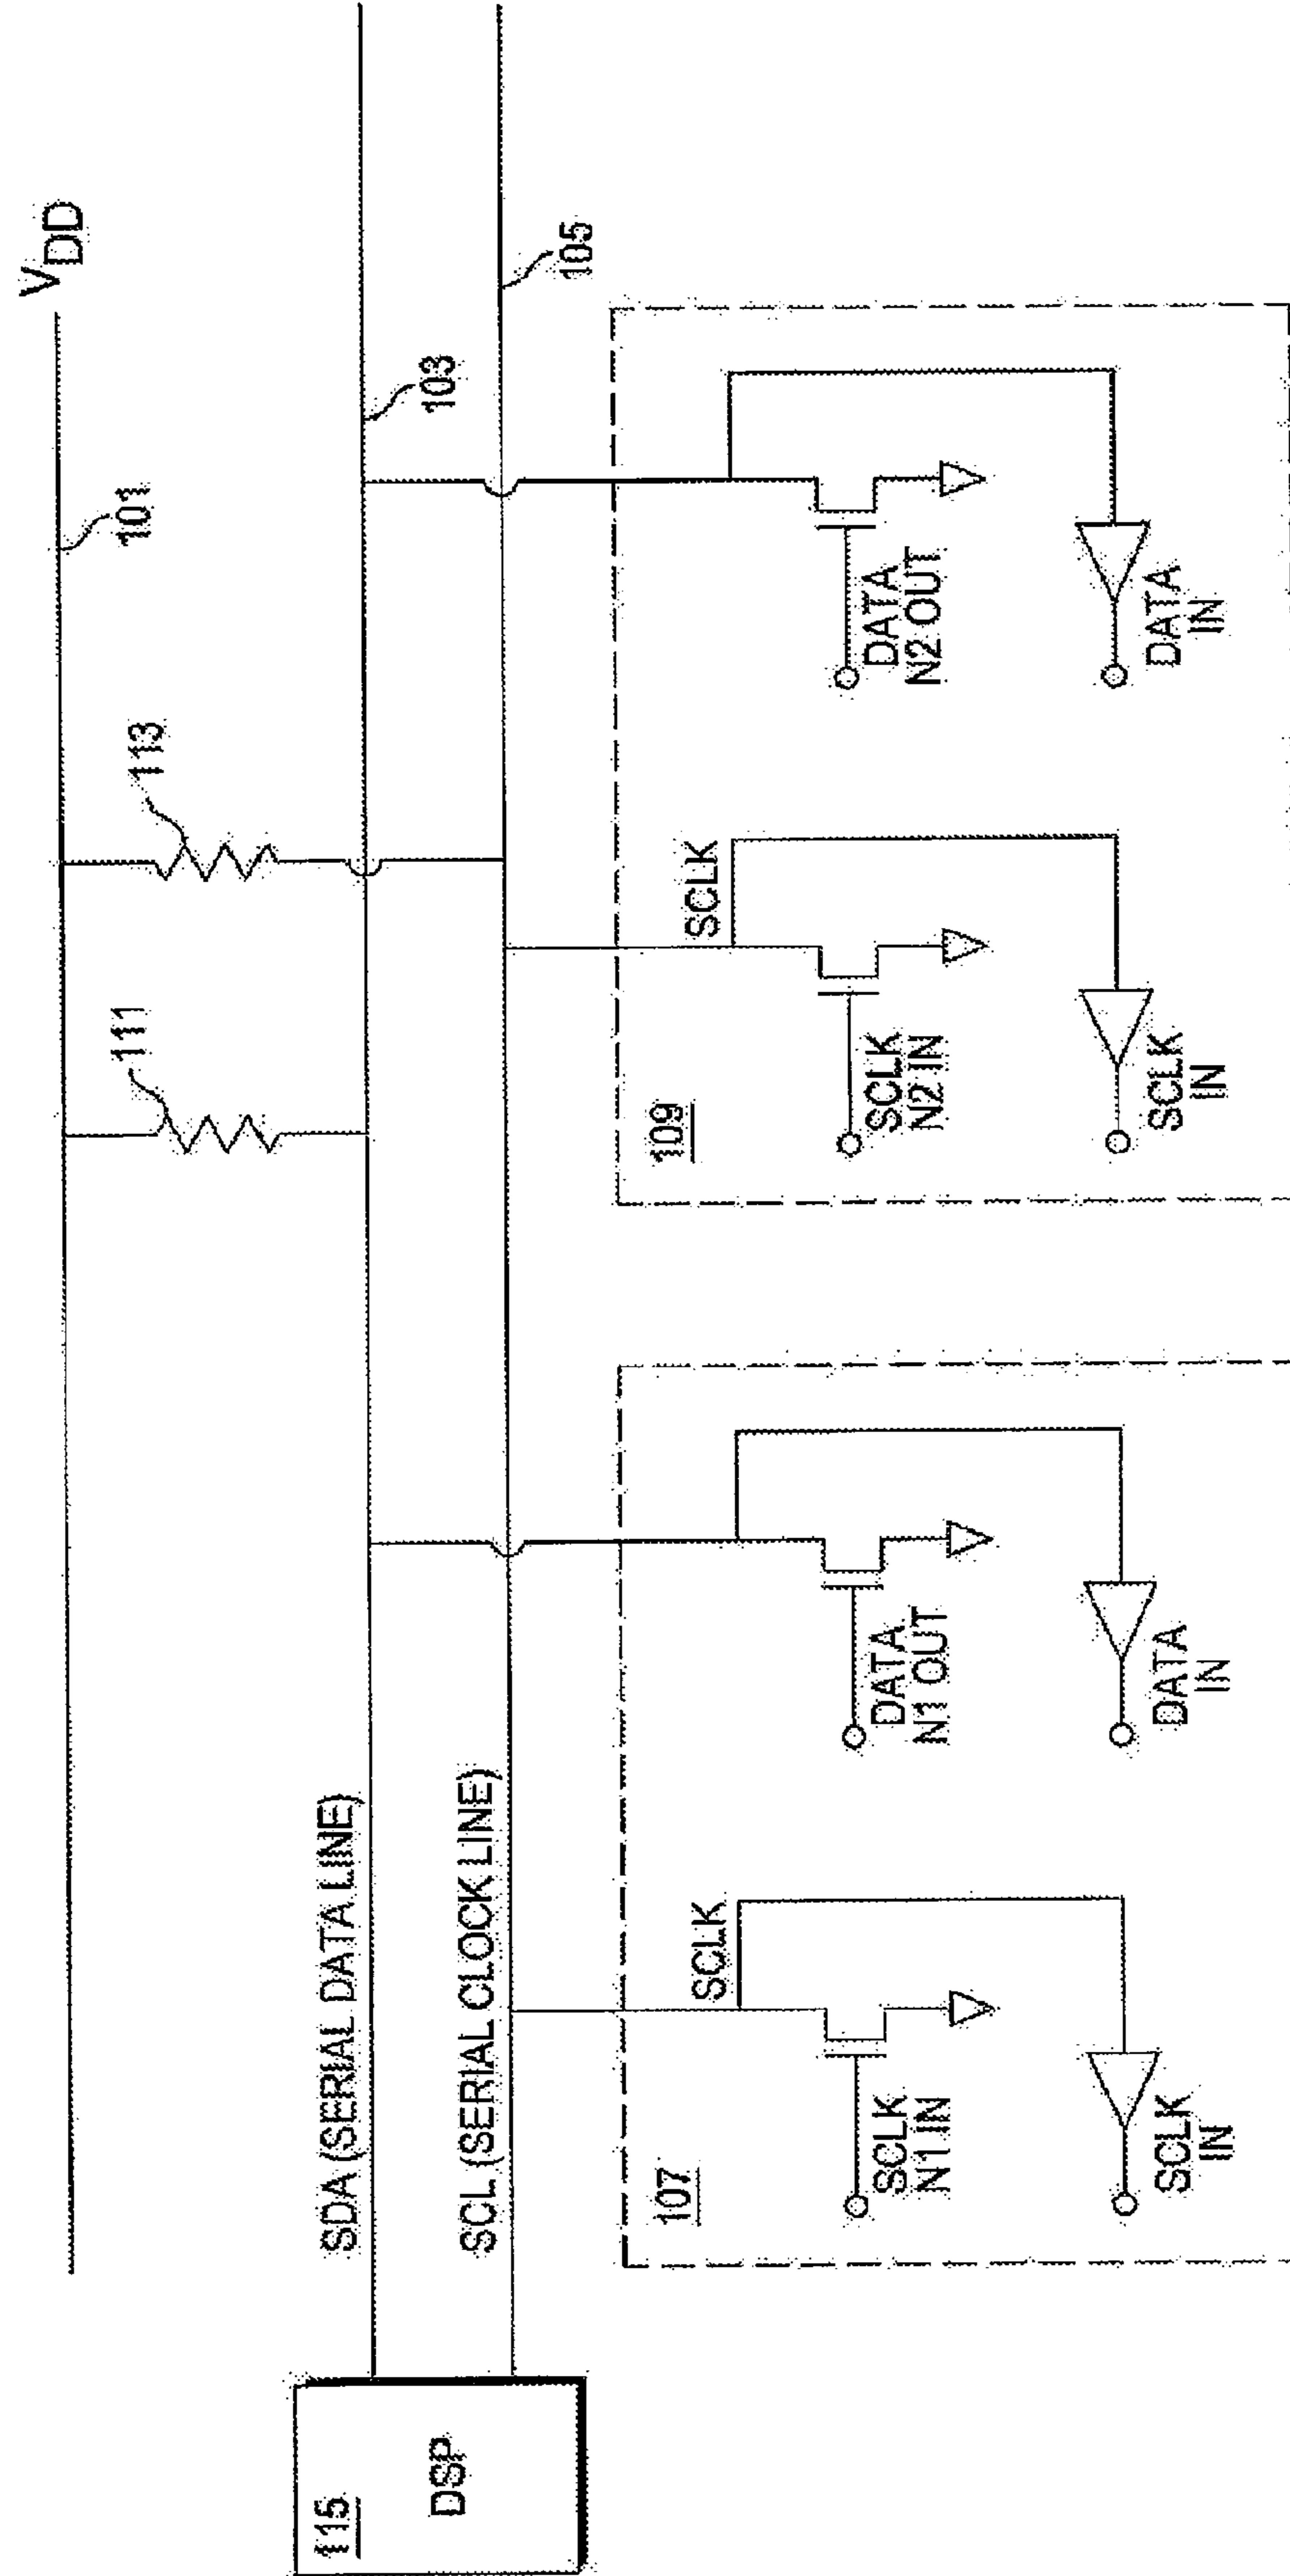 V_DD
101
113
111
103
105
SDA (SERIAL DATA LINE)
SCL (SERIAL CLOCK LINE)
115
DSP
107
SCLK
SCLK
N1 IN
SCLK
IN
DATA
N1 OUT
DATA
IN
109
SCLK
SCLK
N2 IN
SCLK
IN
DATA
N2 OUT
DATA
IN